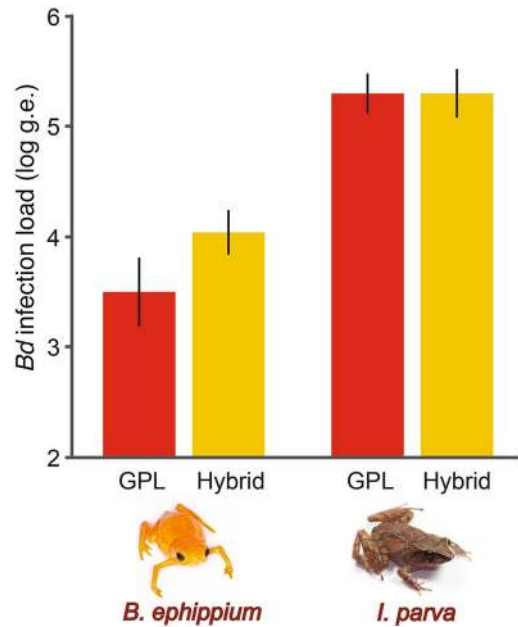 Bd infection load (log g.e.)
6
5
4
3
2
GPL Hybrid GPL Hybrid
B. ephippium I. parva